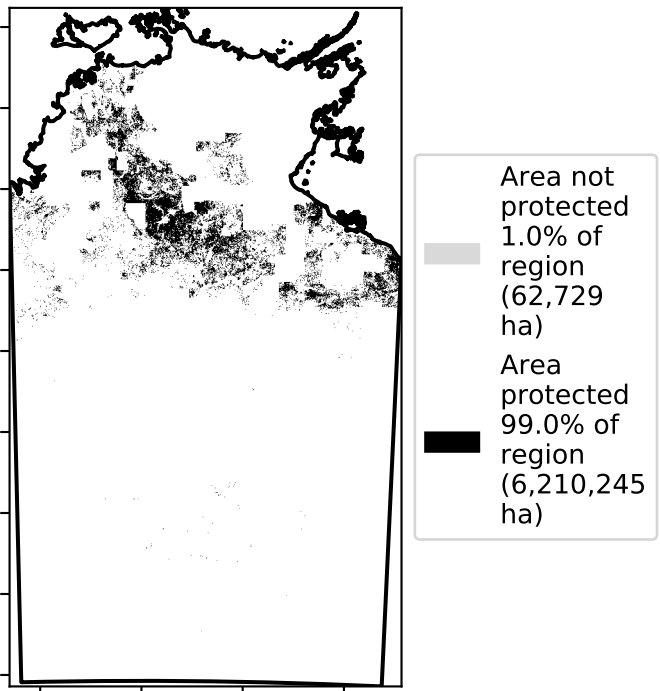 Area not
protected
1.0% of
region
(62,729
ha)
Area
protected
99.0% of
region
(6,210,245
ha)